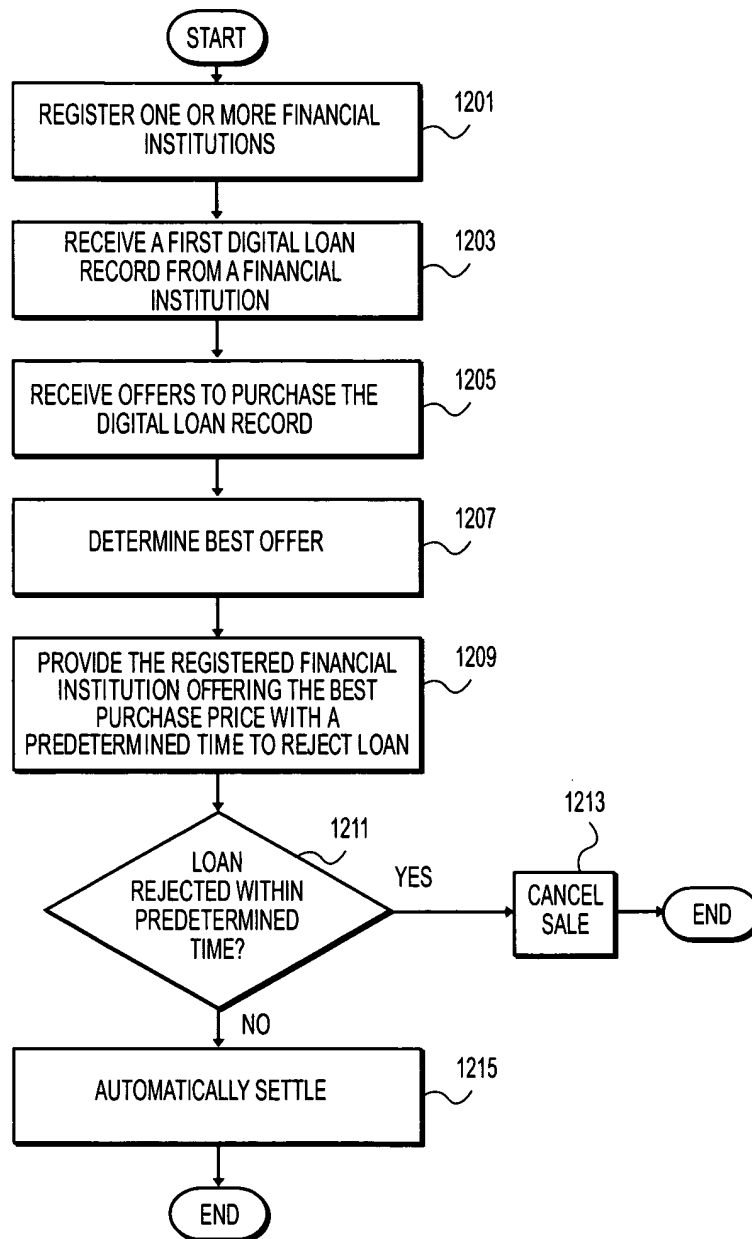 START
REGISTER ONE OR MORE FINANCIAL
INSTITUTIONS
1201
RECEIVE A FIRST DIGITAL LOAN
RECORD FROM A FINANCIAL
INSTITUTION
1203
RECEIVE OFFERS TO PURCHASE THE
DIGITAL LOAN RECORD
1205
DETERMINE BEST OFFER
1207
PROVIDE THE REGISTERED FINANCIAL
INSTITUTION OFFERING THE BEST
PURCHASE PRICE WITH A
PREDETERMINED TIME TO REJECT LOAN
1209
LOAN
REJECTED WITHIN
PREDETERMINED
TIME?
1211
YES
CANCEL
SALE
1213
END
NO
AUTOMATICALLY SETTLE
1215
END